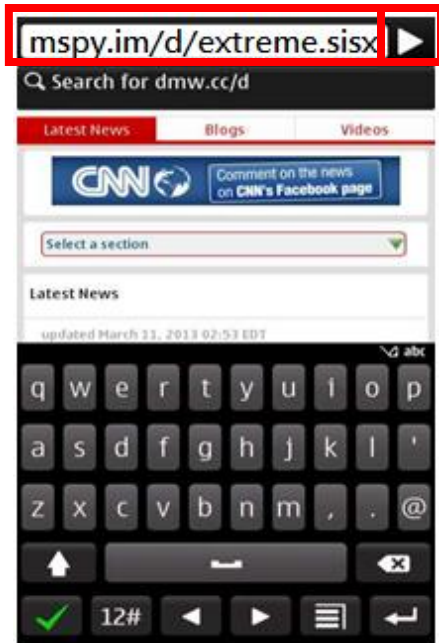 mspy.im/d/extreme.sisx
Search for dmw.cc/d
Latest News Blogs Videos
CNN Comment on the news
on CNN's Facebook page
Select a section
Latest News
updated March 11, 2013 02:53 EDT
abc
q w e r t y u i o p
a s d f g h j k l '
z x c v b n m , . @
12#